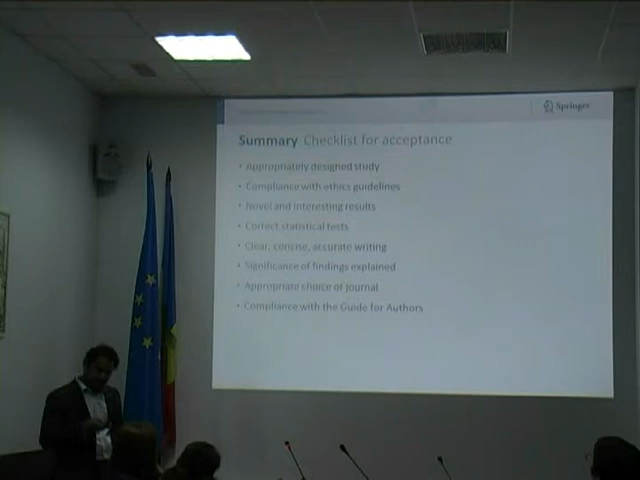 Springer
Summary Checklist for acceptance
• Appropriately designed study
• Compliance with ethics guidelines
• Novel and interesting results
• Correct statistical tests
• Clear, concise, accurate writing
• Significance of findings explained
• Appropriate choice of journal
• Compliance with the Guide for Authors